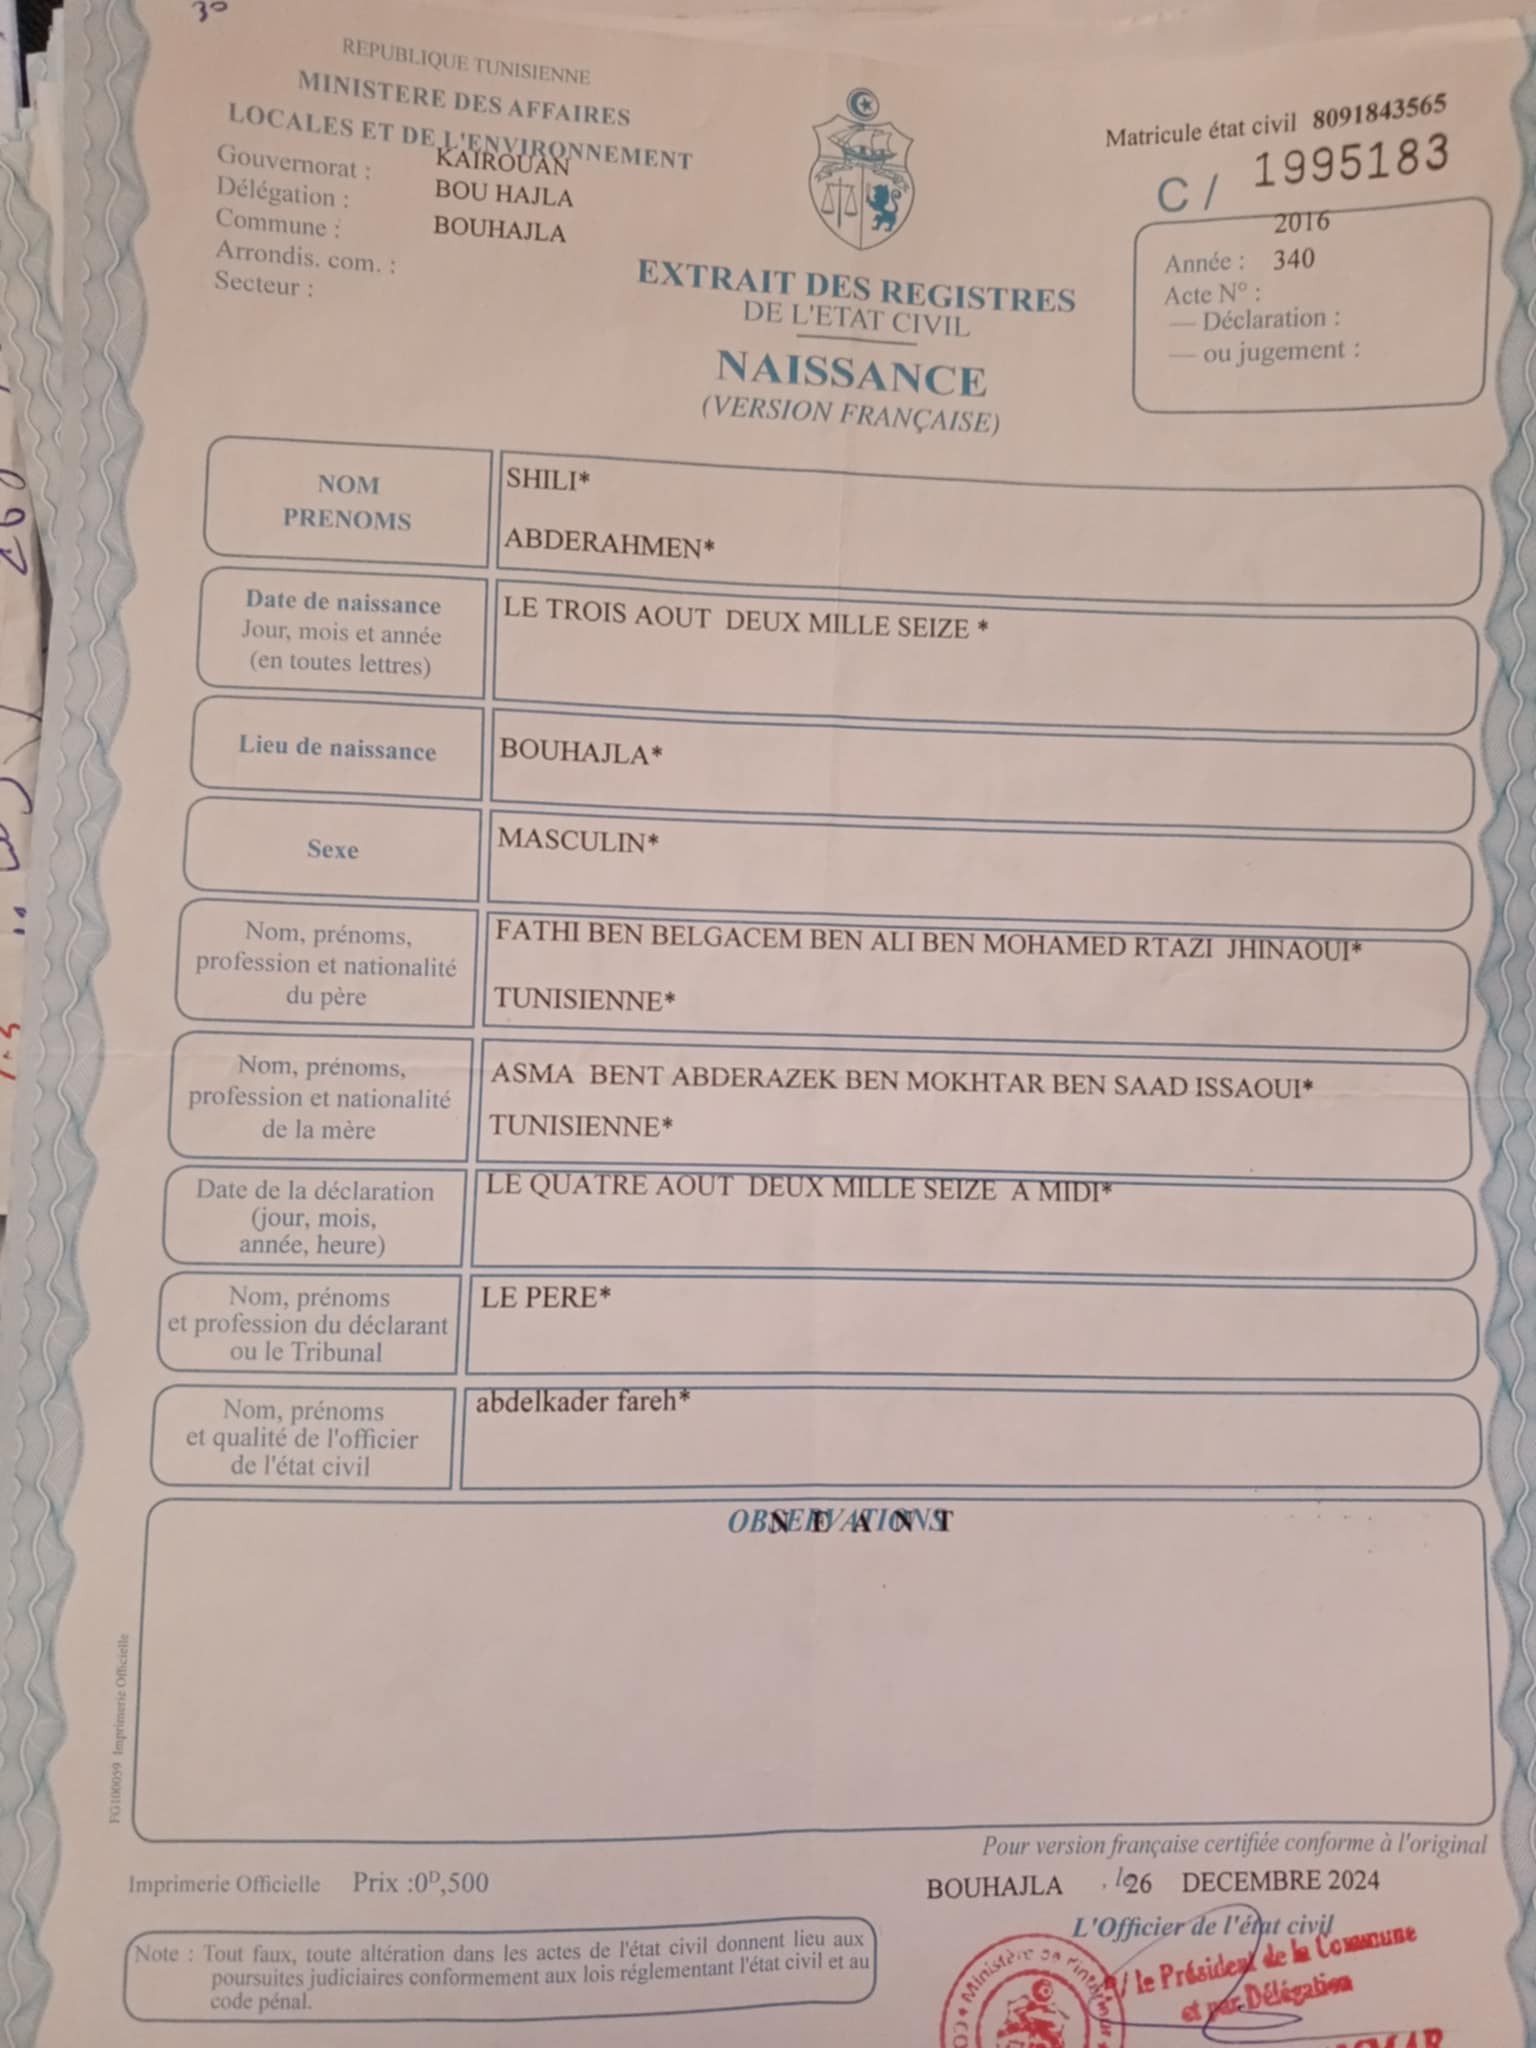 30
REPUBLIQUE TUNISIENNE
MINISTERE DES AFFAIRES
LOCALES ET DE L'ENVIRONNEMENT
Gouvernorat : KAIROUAN
Délégation : BOU HAJLA
Commune : BOUHAJLA
Arrondis. com. :
Secteur :
Matricule état civil 8091843565
C / 1995183
2016
Année : 340
Acte N° :
— Déclaration :
— ou jugement :
EXTRAIT DES REGISTRES
DE L'ETAT CIVIL
NAISSANCE
(VERSION FRANÇAISE)
NOM
PRENOMS
SHILI*
ABDERAHMEN*
Date de naissance
Jour, mois et année
(en toutes lettres)
LE TROIS AOUT DEUX MILLE SEIZE *
Lieu de naissance
BOUHAJLA*
Sexe
MASCULIN*
Nom, prénoms,
profession et nationalité
du père
FATHI BEN BELGACEM BEN ALI BEN MOHAMED RTAZI JHINAOUI*
TUNISIENNE*
Nom, prénoms,
profession et nationalité
de la mère
ASMA BENT ABDERAZEK BEN MOKHTAR BEN SAAD ISSAOUI*
TUNISIENNE*
Date de la déclaration
(jour, mois,
année, heure)
LE QUATRE AOUT DEUX MILLE SEIZE A MIDI*
Nom, prénoms
et profession du déclarant
ou le Tribunal
LE PERE*
Nom, prénoms
et qualité de l'officier
de l'état civil
abdelkader fareh*
OBSERVATIONS
NEANT
FG100059 Imprimerie Officielle
Pour version française certifiée conforme à l'original
Imprimerie Officielle Prix :0ᴰ,500
BOUHAJLA , le 26 DECEMBRE 2024
L'Officier de l'état civil
P/ le Président de la Commune
et par Délégation
Ministère de l'intérieur
Note : Tout faux, toute altération dans les actes de l'état civil donnent lieu aux
poursuites judiciaires conformement aux lois réglementant l'état civil et au
code pénal.